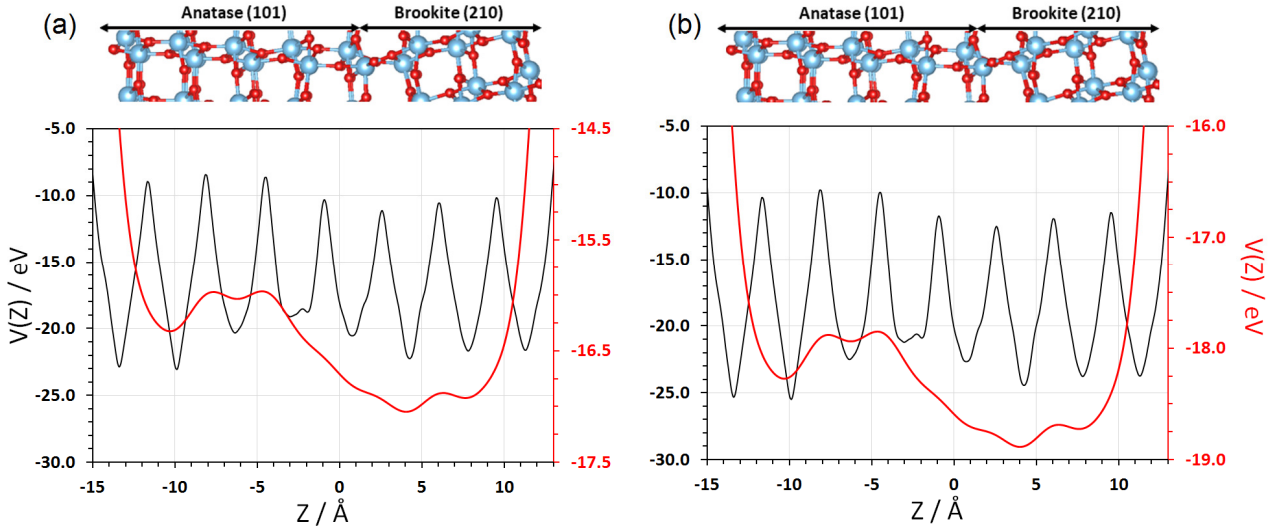 (a)
Anatase (101) Brookite (210)
-5.0
-10.0
-15.0
-20.0
-25.0
-30.0
V(Z) / eV
-14.5
-15.5
-16.5
-17.5
-15 -10 -5 0 5 10
Z / Å
(b)
Anatase (101) Brookite (210)
-5.0
-10.0
-15.0
-20.0
-25.0
-30.0
-16.0
-17.0
-18.0
-19.0
V(Z) / eV
-15 -10 -5 0 5 10
Z / Å